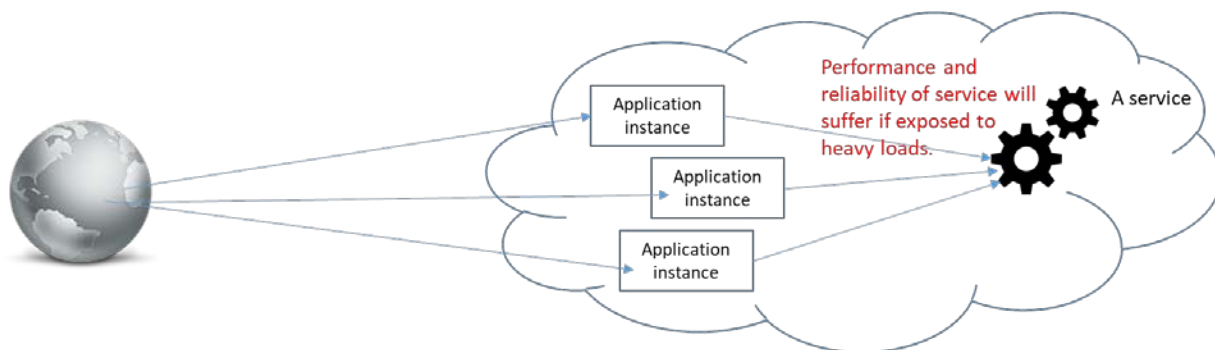 Performance and
reliability of service will
suffer if exposed to
heavy loads.
A service
Application
instance
Application
instance
Application
instance